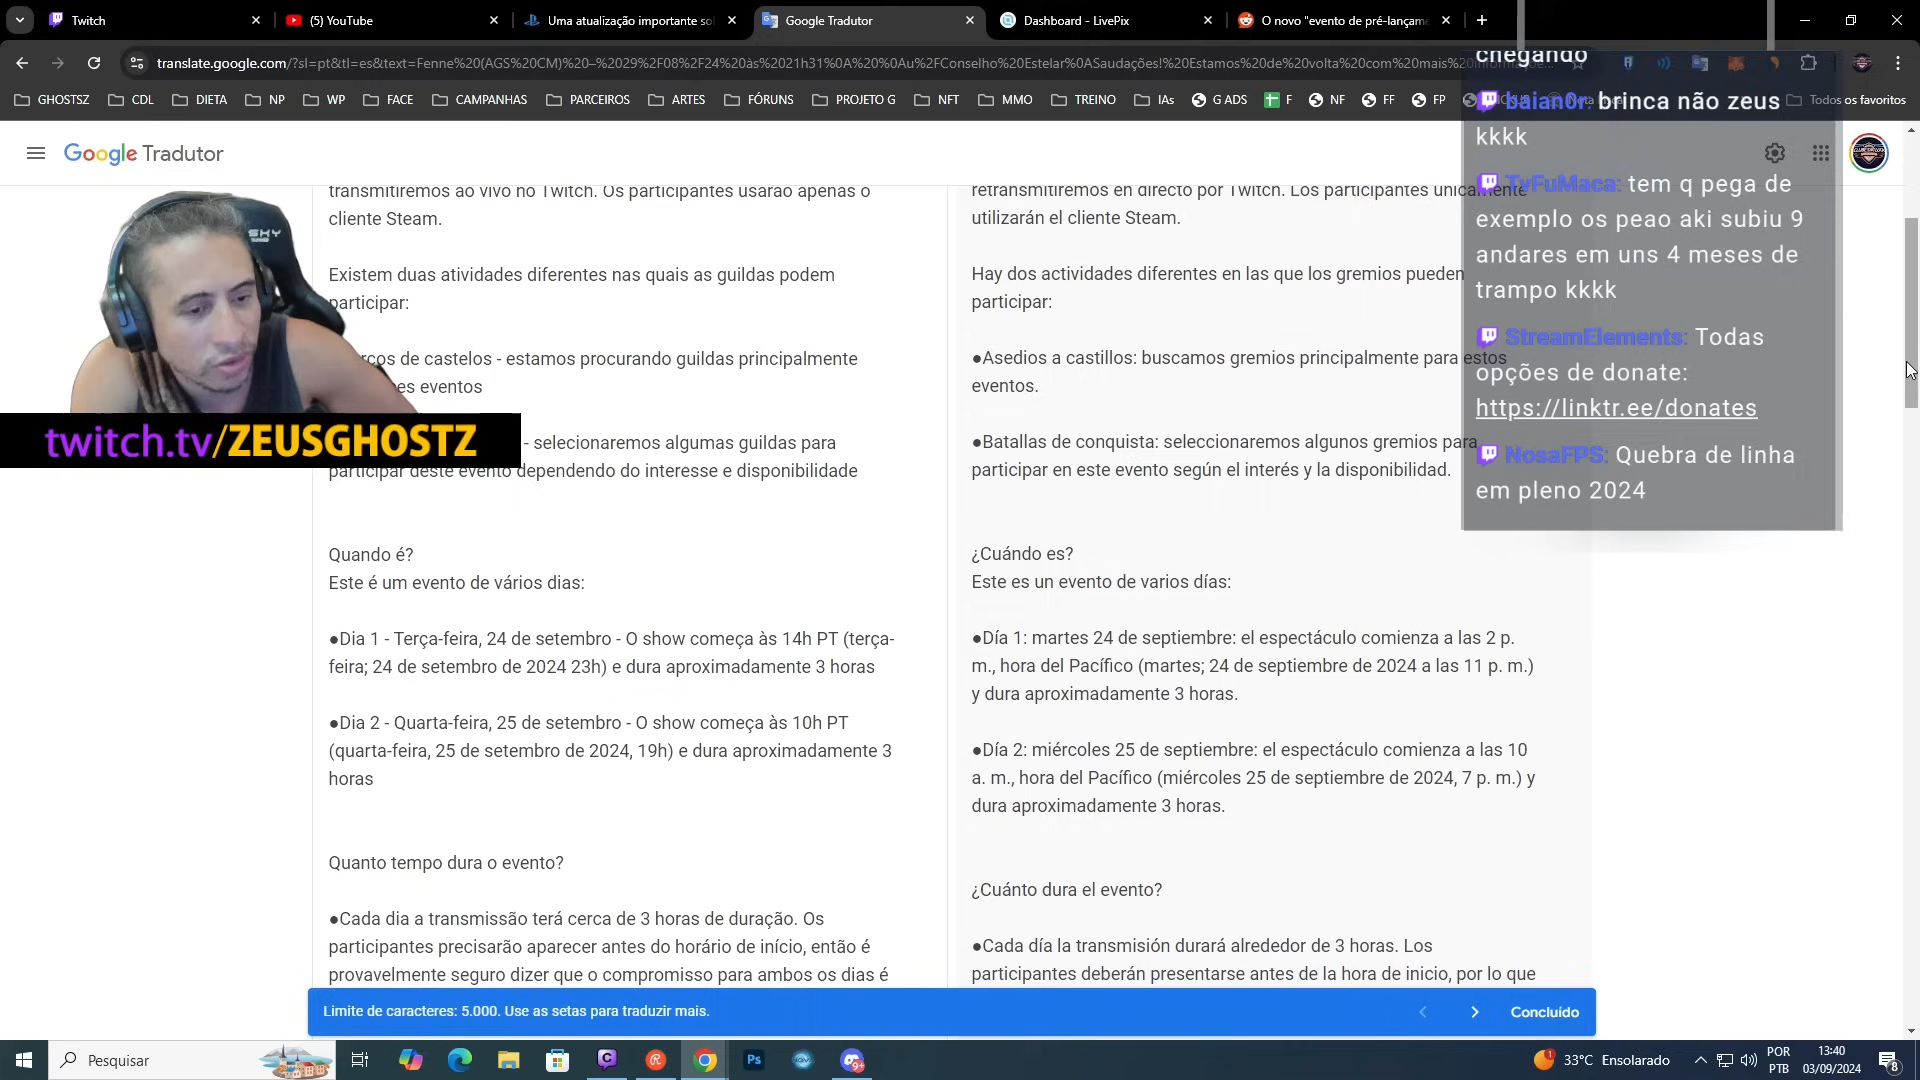 Twitch
(5) YouTube
Uma atualização importante so
Google Tradutor
Dashboard - LivePix
O novo "evento de pré-lançam
translate.google.com/?sl=pt&tl=es&text=Fenne%20(AGS%20CM)%20–%2029%2F08%2F24%20às%2021h31%0A%20%0Au%2FConselho%20Estelar%0ASaudações!%20Estamos%20de%20volta%20com%20mais%20
GHOSTSZ
CDL
DIETA
NP
WP
FACE
CAMPANHAS
PARCEIROS
ARTES
FÓRUNS
PROJETO G
NFT
MMO
TREINO
IAs
G ADS
F
NF
FF
FP
Todos os favoritos
Google Tradutor
transmitiremos ao vivo no Twitch. Os participantes usarão apenas o
cliente Steam.
Existem duas atividades diferentes nas quais as guildas podem
participar:
de castelos - estamos procurando guildas principalmente
eventos
- selecionaremos algumas guildas para
participar deste evento dependendo do interesse e disponibilidade
Quando é?
Este é um evento de vários dias:
●Dia 1 - Terça-feira, 24 de setembro - O show começa às 14h PT (terça-
feira; 24 de setembro de 2024 23h) e dura aproximadamente 3 horas
●Dia 2 - Quarta-feira, 25 de setembro - O show começa às 10h PT
(quarta-feira, 25 de setembro de 2024, 19h) e dura aproximadamente 3
horas
Quanto tempo dura o evento?
●Cada dia a transmissão terá cerca de 3 horas de duração. Os
participantes precisarão aparecer antes do horário de início, então é
provavelmente seguro dizer que o compromisso para ambos os dias é
retransmitiremos en directo por Twitch. Los participantes únicamente
utilizarán el cliente Steam.
Hay dos actividades diferentes en las que los gremios pueden
participar:
●Asedios a castillos: buscamos gremios principalmente para estos
eventos.
●Batallas de conquista: seleccionaremos algunos gremios para
participar en este evento según el interés y la disponibilidad.
¿Cuándo es?
Este es un evento de varios días:
●Día 1: martes 24 de septiembre: el espectáculo comienza a las 2 p.
m., hora del Pacífico (martes; 24 de septiembre de 2024 a las 11 p. m.)
y dura aproximadamente 3 horas.
●Día 2: miércoles 25 de septiembre: el espectáculo comienza a las 10
a. m., hora del Pacífico (miércoles 25 de septiembre de 2024, 7 p. m.) y
dura aproximadamente 3 horas.
¿Cuánto dura el evento?
●Cada día la transmisión durará alrededor de 3 horas. Los
participantes deberán presentarse antes de la hora de inicio, por lo que
chegando
baian0r: brinca não zeus
kkkk
TvFuMaca: tem q pega de
exemplo os peao aki subiu 9
andares em uns 4 meses de
trampo kkkk
StreamElements: Todas
opções de donate:
https://linktr.ee/donates
NosaFPS: Quebra de linha
em pleno 2024
SKY
twitch.tv/ZEUSGHOSTZ
Limite de caracteres: 5.000. Use as setas para traduzir mais.
Concluído
Pesquisar
Ps
9+
33°C Ensolarado
POR
PTB
13:40
03/09/2024
8